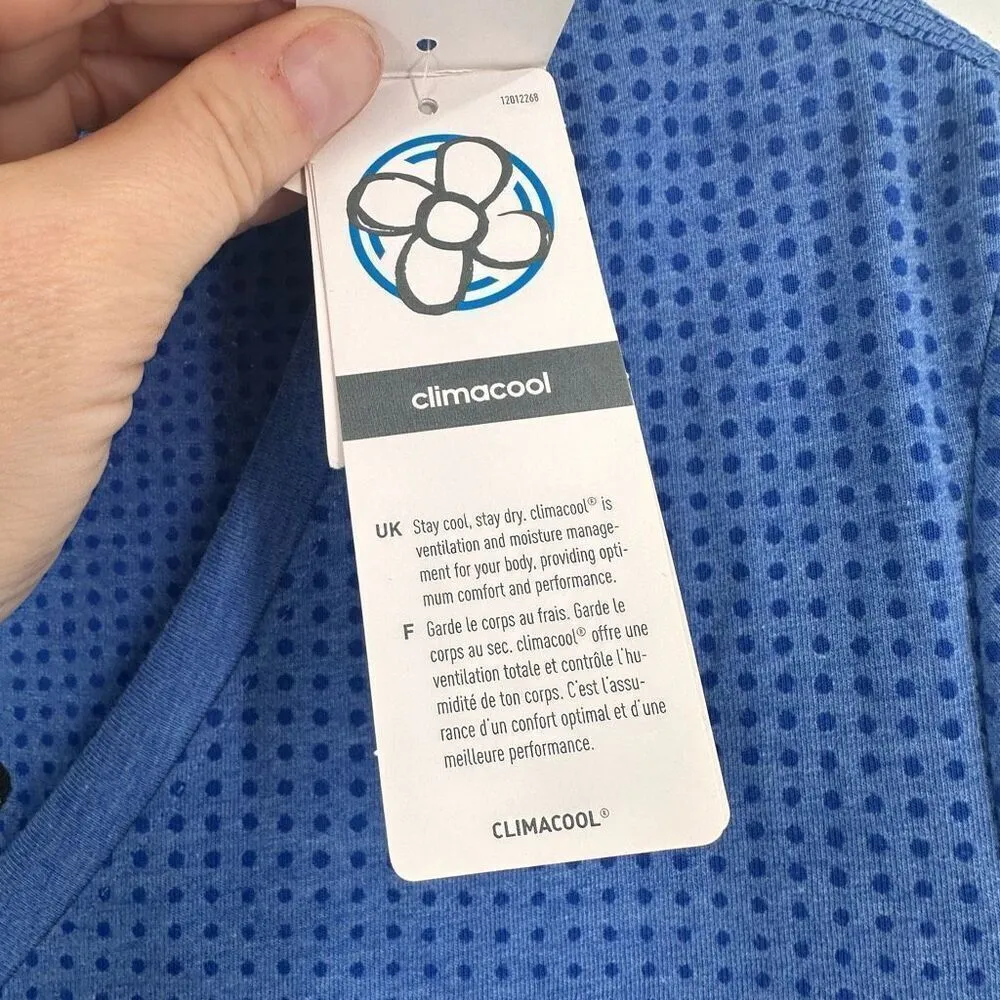 12012268
climacool
UK Stay cool, stay dry. climacool® is
ventilation and moisture manage-
ment for your body, providing opti-
mum comfort and performance.
F Garde le corps au frais. Garde le
corps au sec. climacool® offre une
ventilation totale et contrôle l'hu-
midité de ton corps. C'est l'assu-
rance d'un confort optimal et d'une
meilleure performance.
CLIMACOOL®